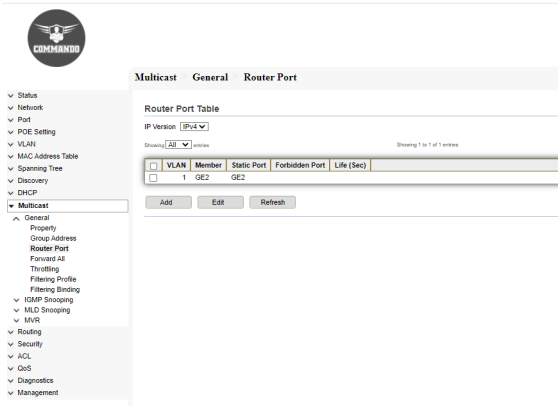 COMMANDO
Multicast General Router Port
Status
Network
Port
POE Setting
VLAN
MAC Address Table
Spanning Tree
Discovery
DHCP
Multicast
General
Property
Group Address
Router Port
Forward All
Throttling
Filtering Profile
Filtering Binding
IGMP Snooping
MLD Snooping
MVR
Routing
Security
ACL
QoS
Diagnostics
Management
Router Port Table
IP Version IPv4
Showing All entries Showing 1 to 1 of 1 entries
VLAN Member Static Port Forbidden Port Life (Sec)
1 GE2 GE2
Add Edit Refresh